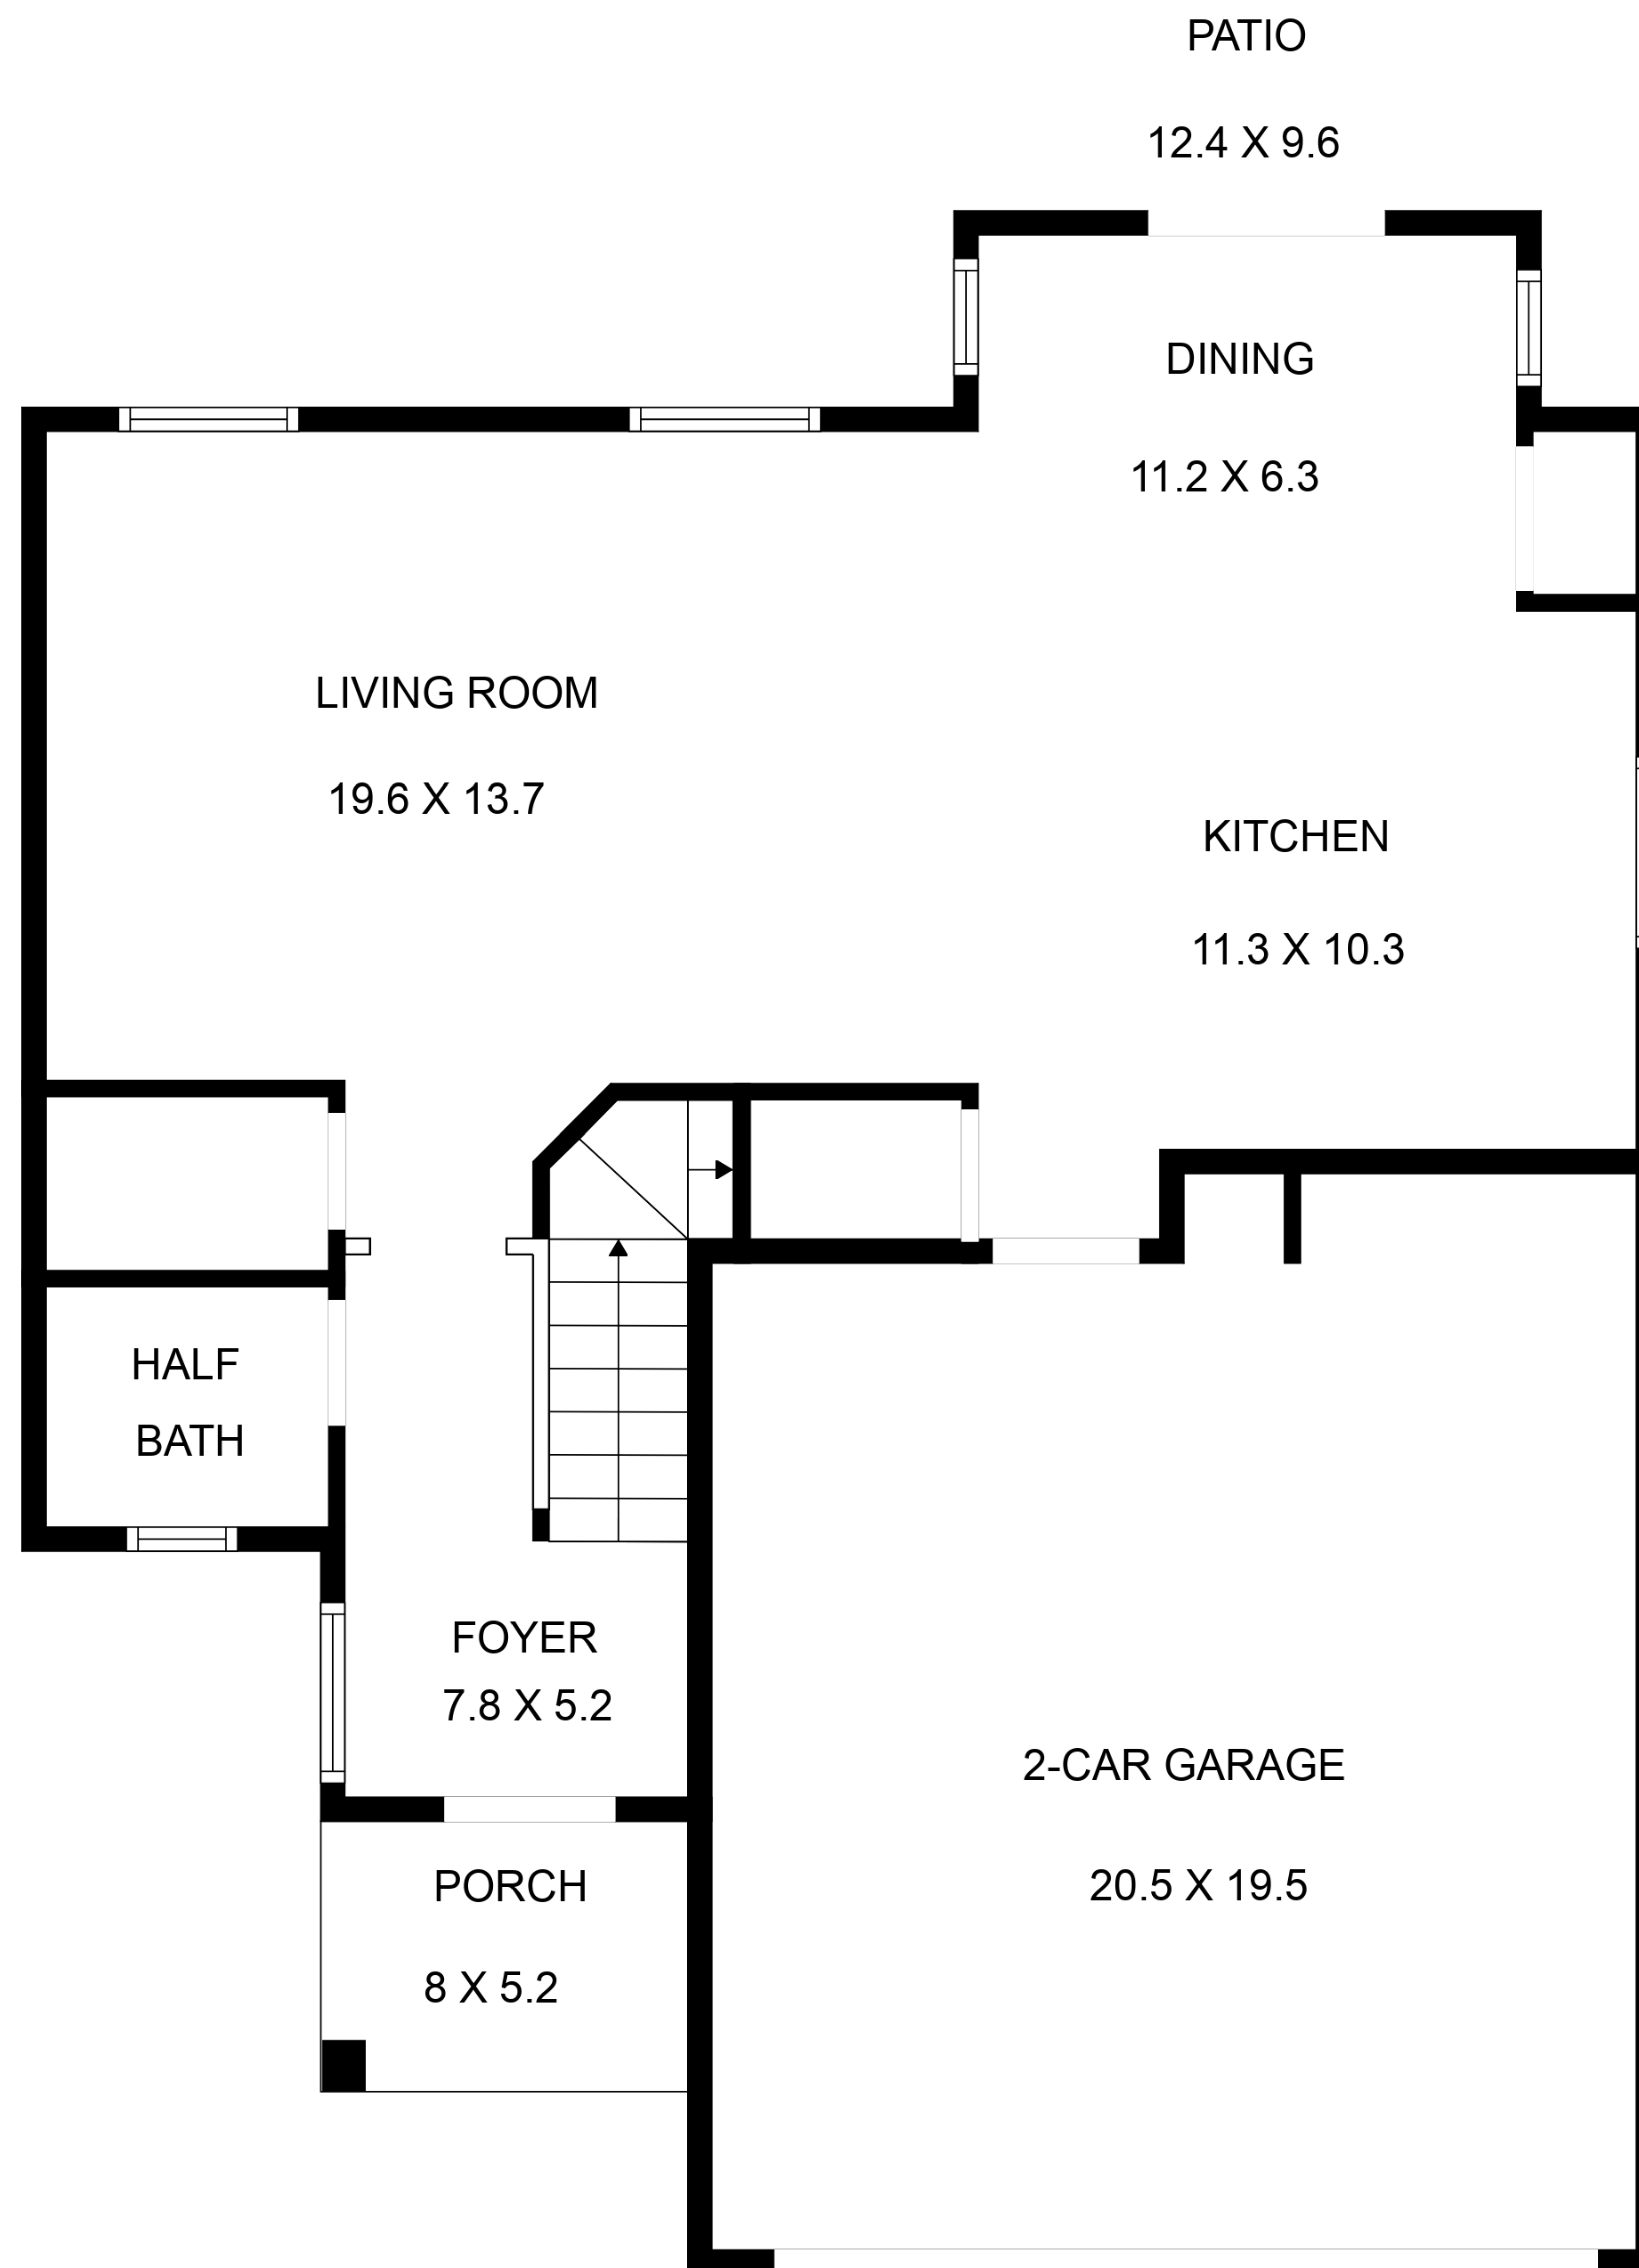 PATIO
12.4 X 9.6
DINING
11.2 X 6.3
LIVING ROOM
19.6 X 13.7
KITCHEN
11.3 X 10.3
HALF
BATH
FOYER
7.8 X 5.2
2-CAR GARAGE
20.5 X 19.5
PORCH
8 X 5.2